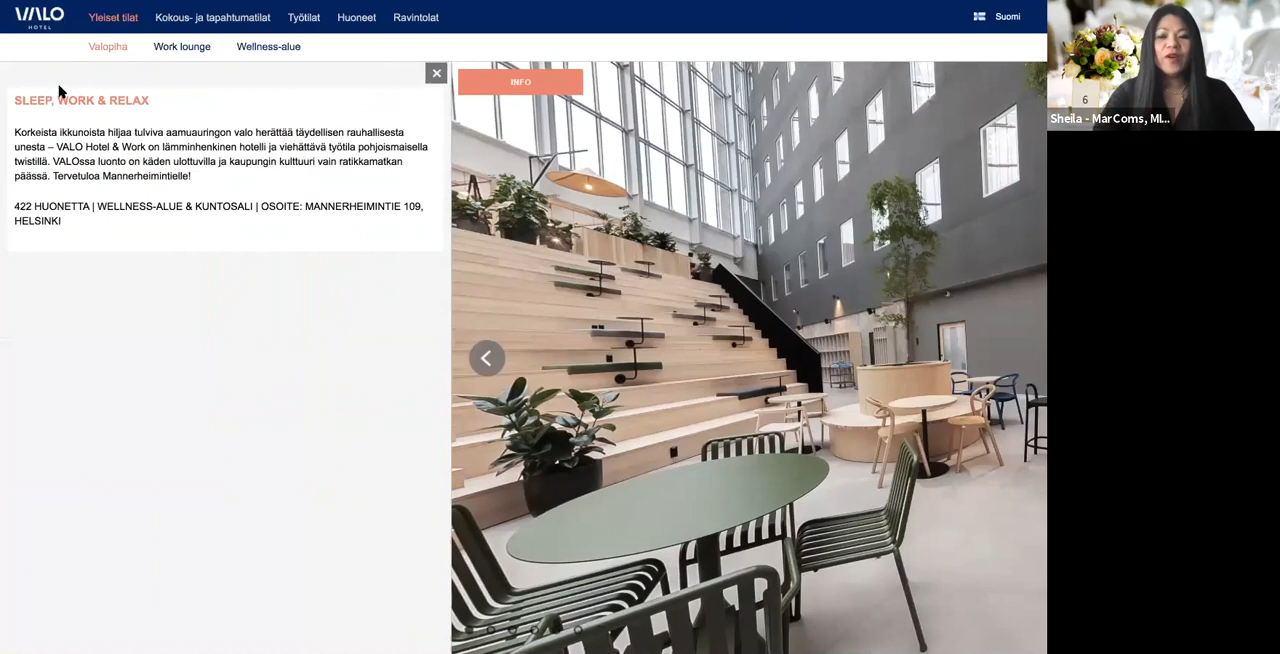 VALO
HOTEL
Yleiset tilat
Kokous- ja tapahtumatilat
Työtilat
Huoneet
Ravintolat
Suomi
Valopiha
Work lounge
Wellness-alue
INFO
SLEEP, WORK & RELAX
Korkeista ikkunoista hiljaa tulviva aamuauringon valo herättää täydellisen rauhallisesta
unesta – VALO Hotel & Work on lämminhenkinen hotelli ja viehättävä työtila pohjoismaisella
twistillä. VALOssa luonto on käden ulottuvilla ja kaupungin kulttuuri vain ratikkamatkan
päässä. Tervetuloa Mannerheimintielle!
422 HUONETTA | WELLNESS-ALUE & KUNTOSALI | OSOITE: MANNERHEIMINTIE 109,
HELSINKI
6
Sheila - MarComs, MI...